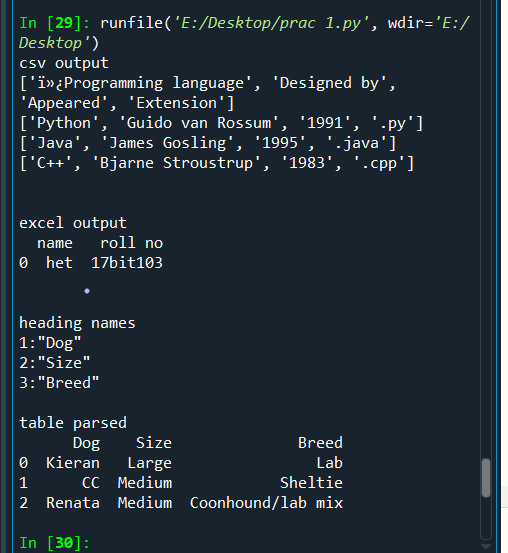 In [29]: runfile('E:/Desktop/prac 1.py', wdir='E:/
Desktop')
csv output
['ï»¿Programming language', 'Designed by',
'Appeared', 'Extension']
['Python', 'Guido van Rossum', '1991', '.py']
['Java', 'James Gosling', '1995', '.java']
['C++', 'Bjarne Stroustrup', '1983', '.cpp']
excel output
name roll no
0 het 17bit103
heading names
1:"Dog"
2:"Size"
3:"Breed"
table parsed
Dog Size Breed
0 Kieran Large Lab
1 CC Medium Sheltie
2 Renata Medium Coonhound/lab mix
In [30]: